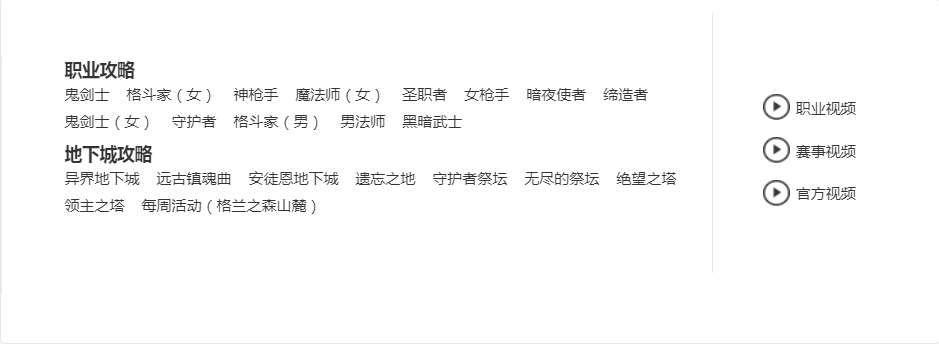 职业攻略
鬼剑士 格斗家（女） 神枪手 魔法师（女） 圣职者 女枪手 暗夜使者 缔造者
鬼剑士（女） 守护者 格斗家（男） 男法师 黑暗武士
地下城攻略
异界地下城 远古镇魂曲 安徒恩地下城 遗忘之地 守护者祭坛 无尽的祭坛 绝望之塔
领主之塔 每周活动（格兰之森山麓）
职业视频
赛事视频
官方视频